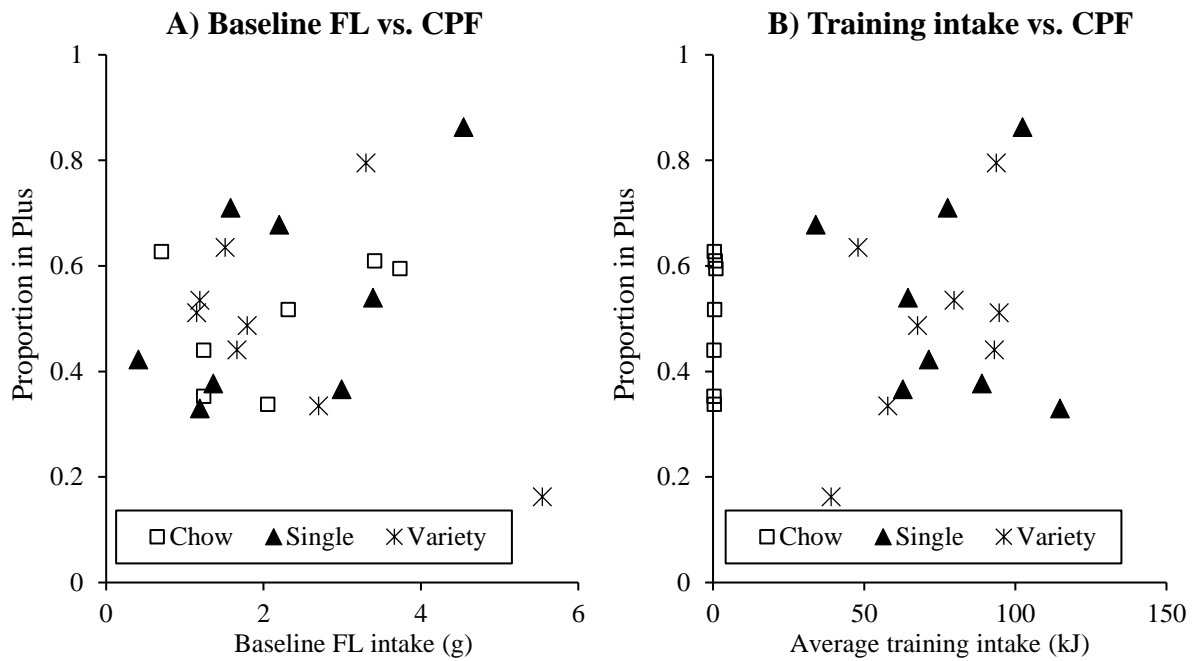 A) Baseline FL vs. CPF
1
0.8
0.6
0.4
0.2
0
Proportion in Plus
Chow Single Variety
0 2 4 6
Baseline FL intake (g)
B) Training intake vs. CPF
1
0.8
0.6
0.4
0.2
0
Proportion in Plus
Chow Single Variety
0 50 100 150
Average training intake (kJ)